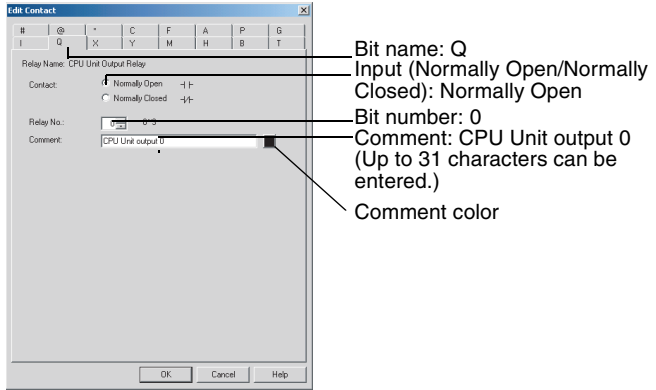 Edit Contact
# @ * C F A P G
I Q X Y M H B T
Relay Name: CPU Unit Output Relay
Contact: Normally Open
Normally Closed
Relay No.: 0
Comment: CPU Unit output 0
OK Cancel Help
Bit name: Q
Input (Normally Open/Normally
Closed): Normally Open
Bit number: 0
Comment: CPU Unit output 0
(Up to 31 characters can be
entered.)
Comment color